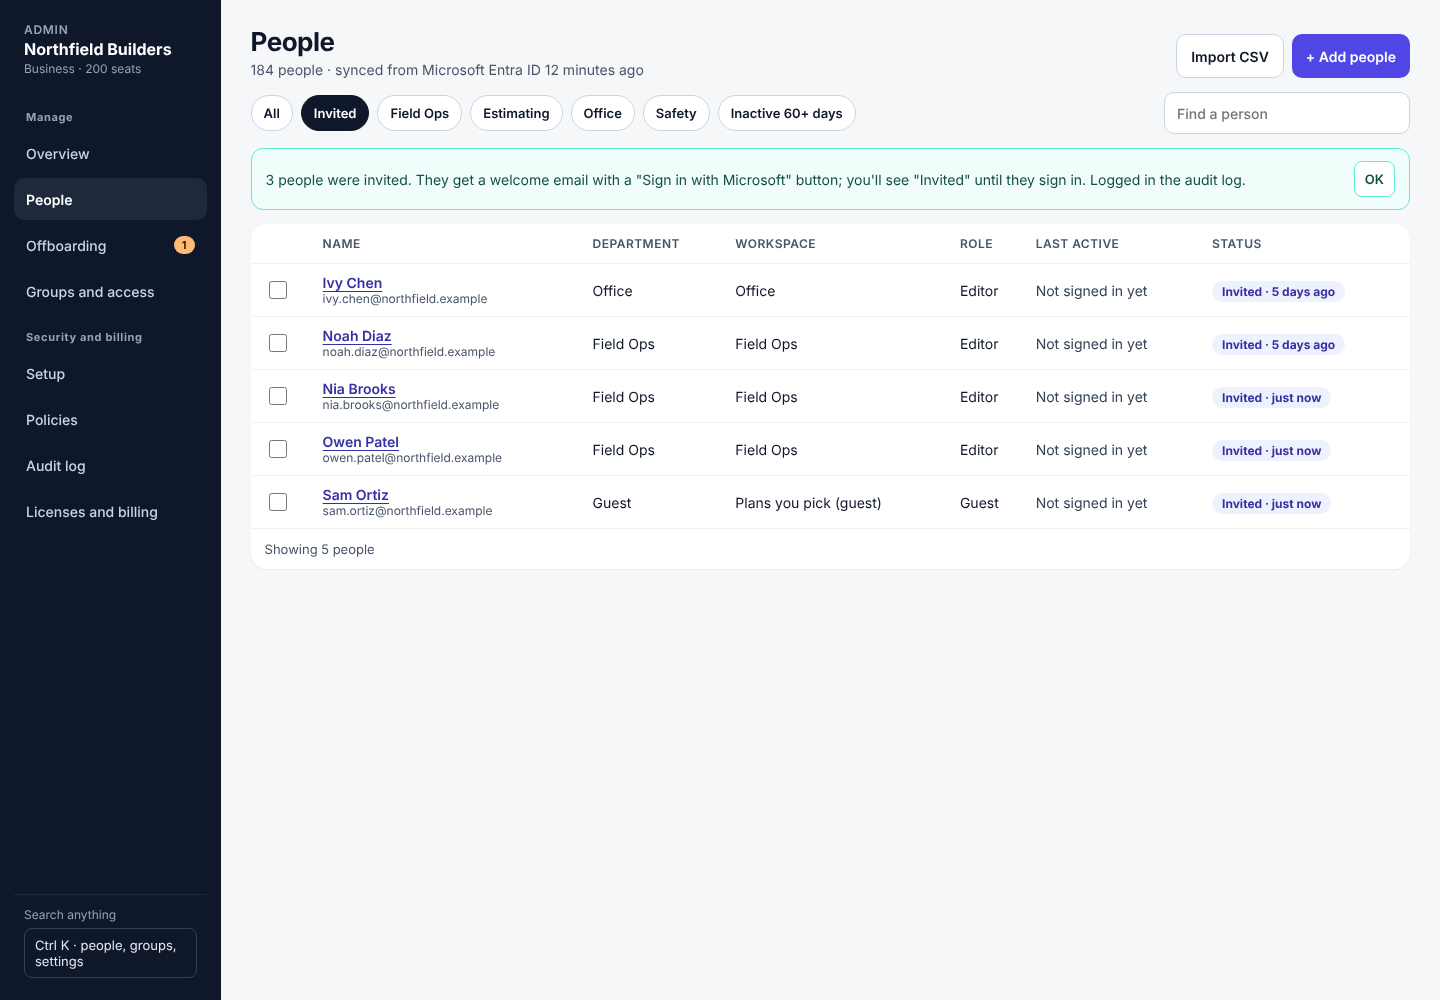 ADMIN
Northfield Builders
Business · 200 seats
Manage
Overview
People
Offboarding 1
Groups and access
Security and billing
Setup
Policies
Audit log
Licenses and billing
Search anything
Ctrl K · people, groups,
settings
People
184 people · synced from Microsoft Entra ID 12 minutes ago
Import CSV
+ Add people
All Invited Field Ops Estimating Office Safety Inactive 60+ days
Find a person
3 people were invited. They get a welcome email with a "Sign in with Microsoft" button; you'll see "Invited" until they sign in. Logged in the audit log.
OK
NAME DEPARTMENT WORKSPACE ROLE LAST ACTIVE STATUS
Ivy Chen
ivy.chen@northfield.example
Office Office Editor Not signed in yet Invited · 5 days ago
Noah Diaz
noah.diaz@northfield.example
Field Ops Field Ops Editor Not signed in yet Invited · 5 days ago
Nia Brooks
nia.brooks@northfield.example
Field Ops Field Ops Editor Not signed in yet Invited · just now
Owen Patel
owen.patel@northfield.example
Field Ops Field Ops Editor Not signed in yet Invited · just now
Sam Ortiz
sam.ortiz@northfield.example
Guest Plans you pick (guest) Guest Not signed in yet Invited · just now
Showing 5 people